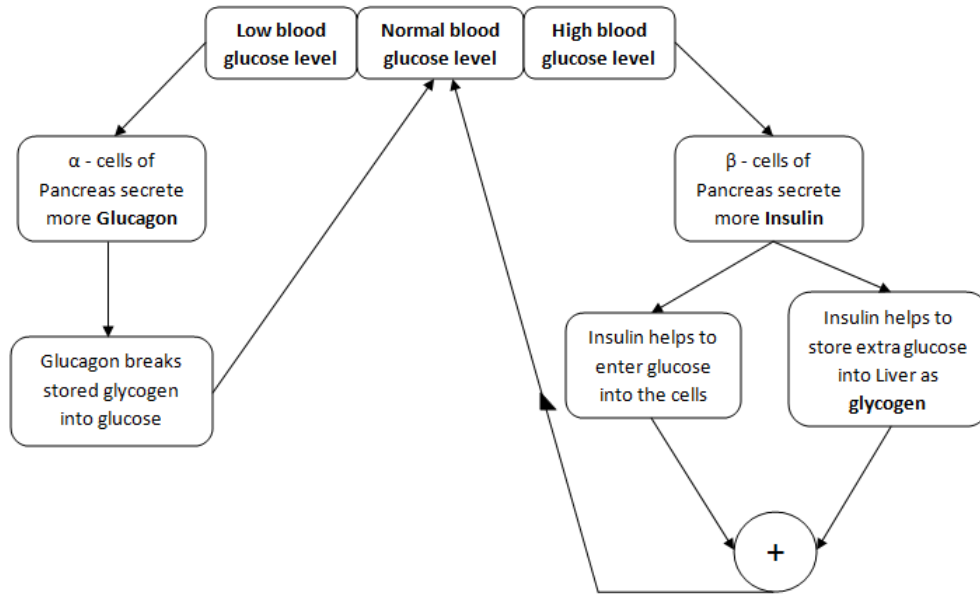 Low blood
glucose level
Normal blood
glucose level
High blood
glucose level
α - cells of
Pancreas secrete
more Glucagon
β - cells of
Pancreas secrete
more Insulin
Glucagon breaks
stored glycogen
into glucose
Insulin helps to
enter glucose
into the cells
Insulin helps to
store extra glucose
into Liver as
glycogen
+